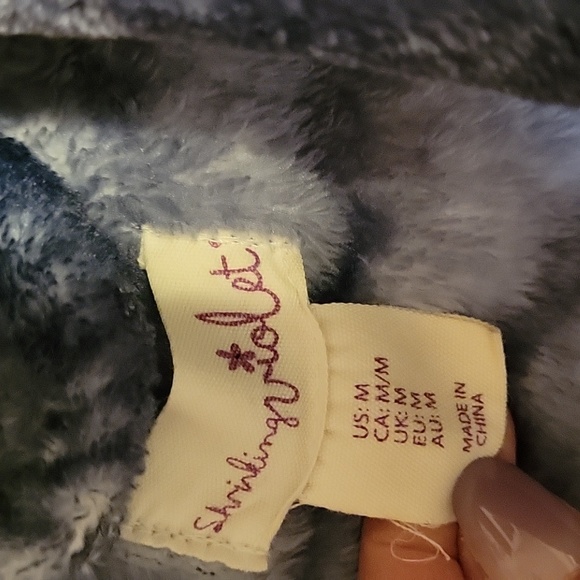 Shrinking
violet
US: M
CA: M/M
UK: M
EU: M
AU: M
MADE IN
CHINA